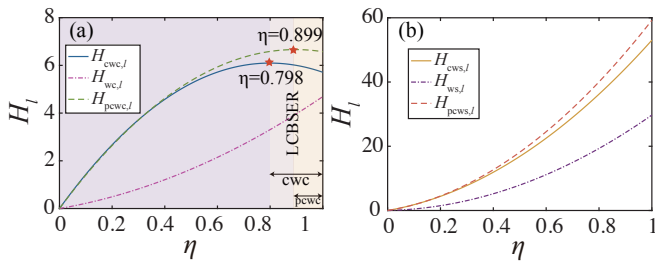 (a)
8
6
4
2
0
H_l
H_cwc,l
H_wc,l
H_pcwc,l
η=0.899
η=0.798
LCBSER
cwc
pcwc
0 0.2 0.4 0.6 0.8 1
η
(b)
60
40
20
0
H_l
H_cws,l
H_ws,l
H_pcws,l
0 0.2 0.4 0.6 0.8 1
η